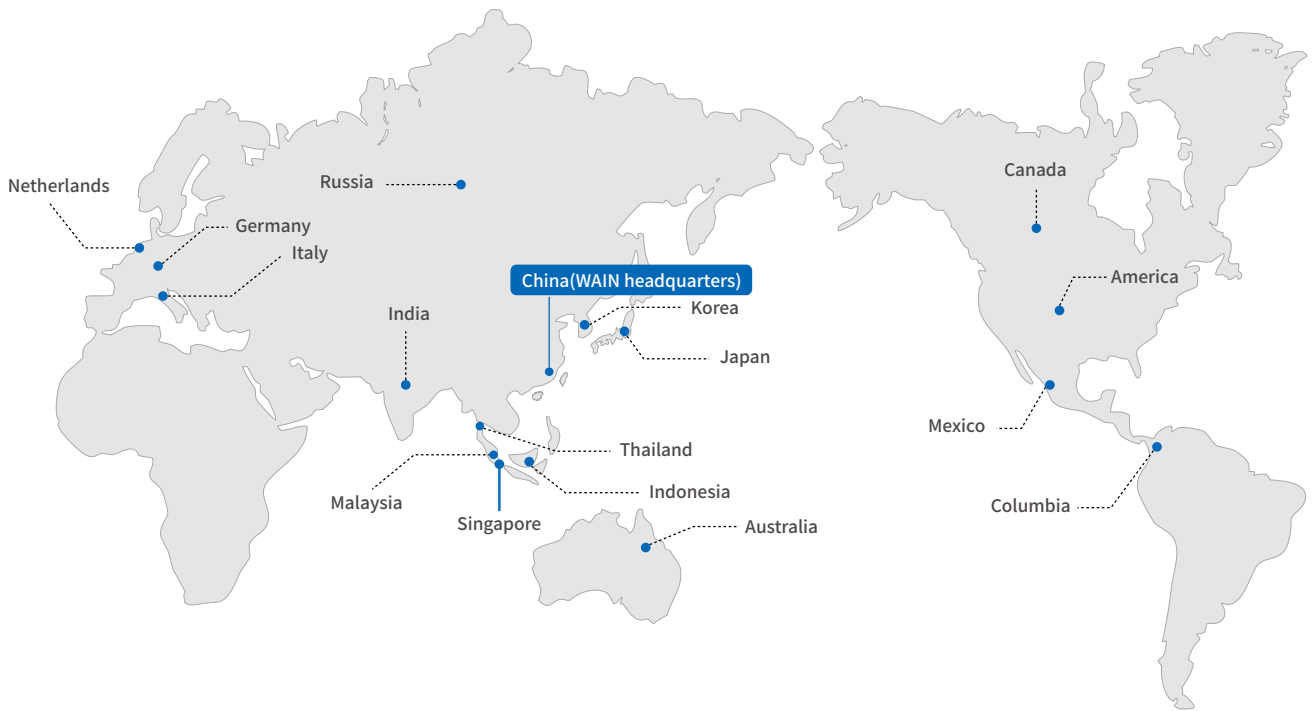 Canada
Russia
Netherlands
Germany
Italy
America
China(WAIN headquarters)
Korea
India
Japan
Mexico
Thailand
Indonesia
Malaysia
Columbia
Singapore
Australia